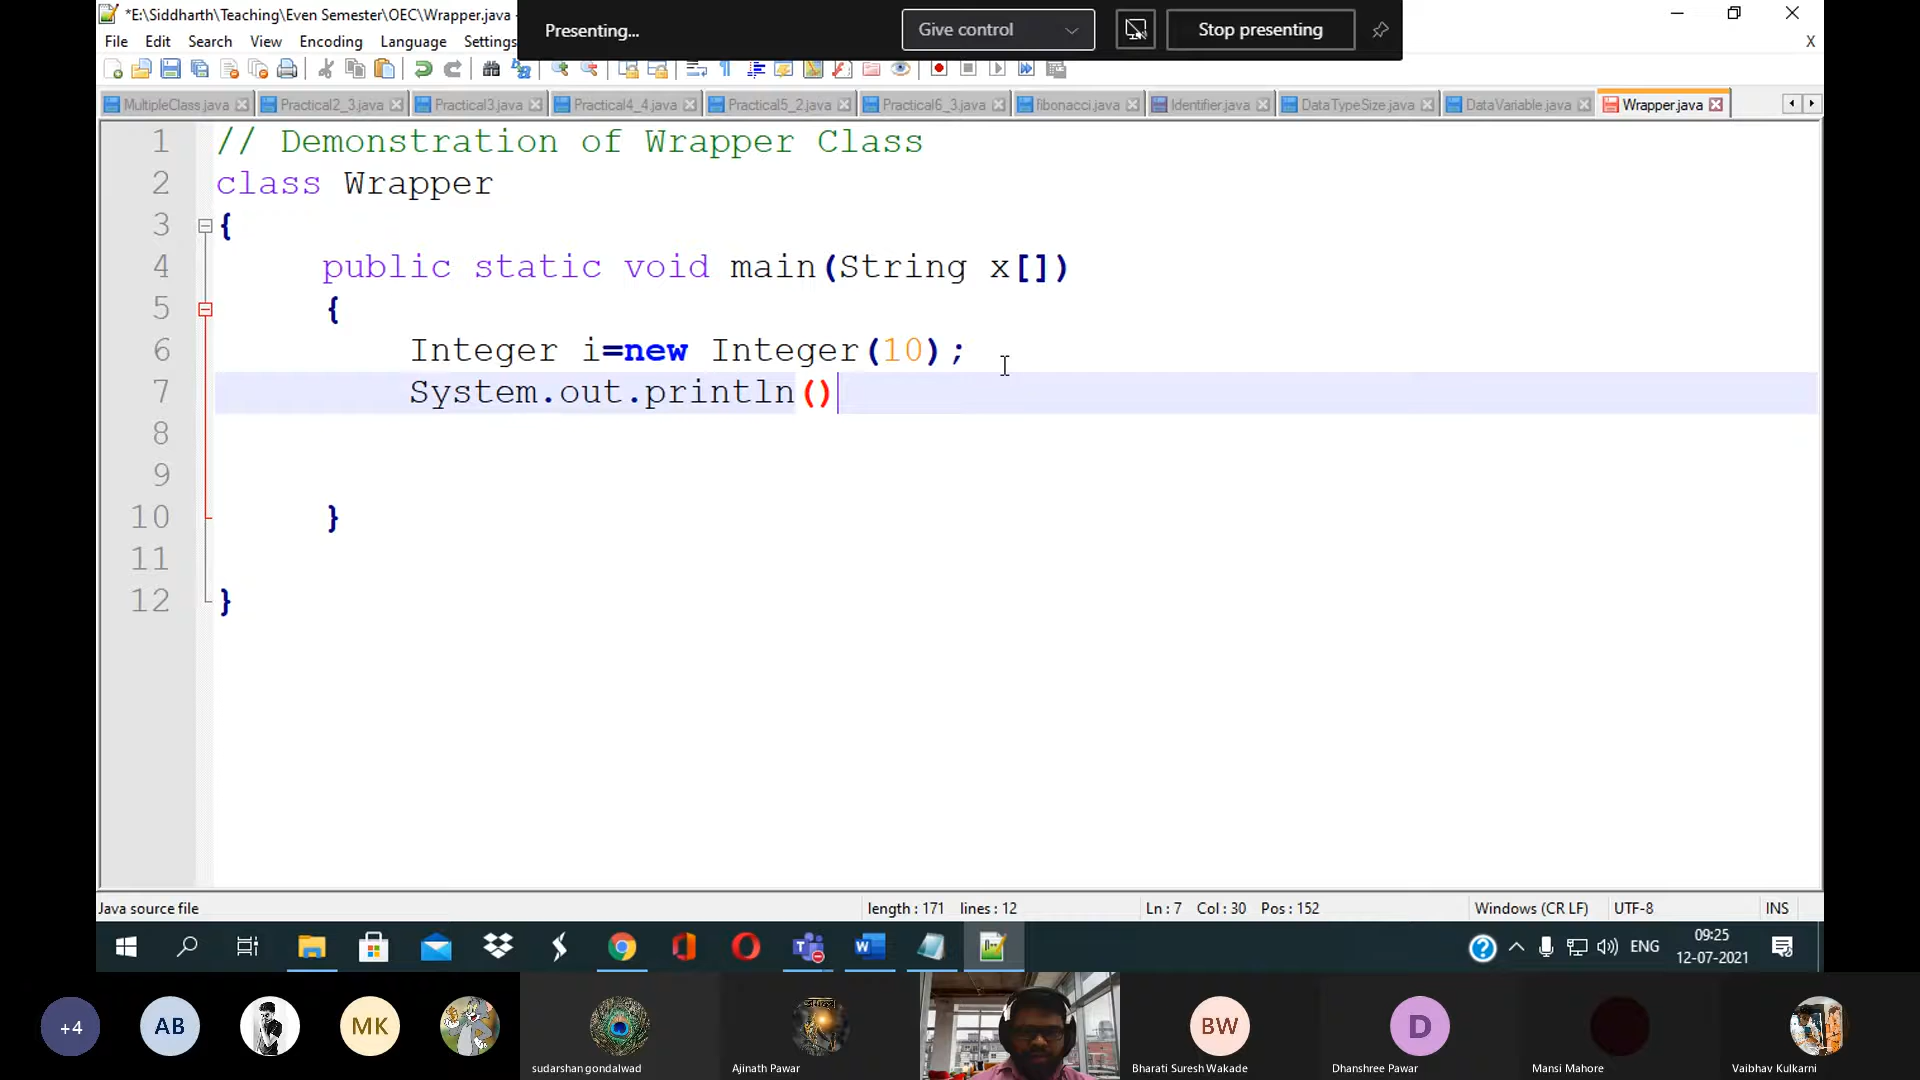 *E:\Siddharth\Teaching\Even Semester\OEC\Wrapper.java -
Presenting...
Give control
Stop presenting
File Edit Search View Encoding Language Settings
X
MultipleClass.java Practical2_3.java Practical3.java Practical4_4.java Practical5_2.java Practical6_3.java fibonacci.java Identifier.java DataTypeSize.java DataVariable.java Wrapper.java
1 // Demonstration of Wrapper Class
2 class Wrapper
3 {
4 public static void main(String x[])
5 {
6 Integer i=new Integer(10);
7 System.out.println()
8
9
10 }
11
12 }
Java source file length : 171 lines : 12 Ln : 7 Col : 30 Pos : 152 Windows (CR LF) UTF-8 INS
ENG
09:25
12-07-2021
+4
AB
MK
BW
D
sudarshan gondalwad
Ajinath Pawar
Bharati Suresh Wakade
Dhanshree Pawar
Mansi Mahore
Vaibhav Kulkarni